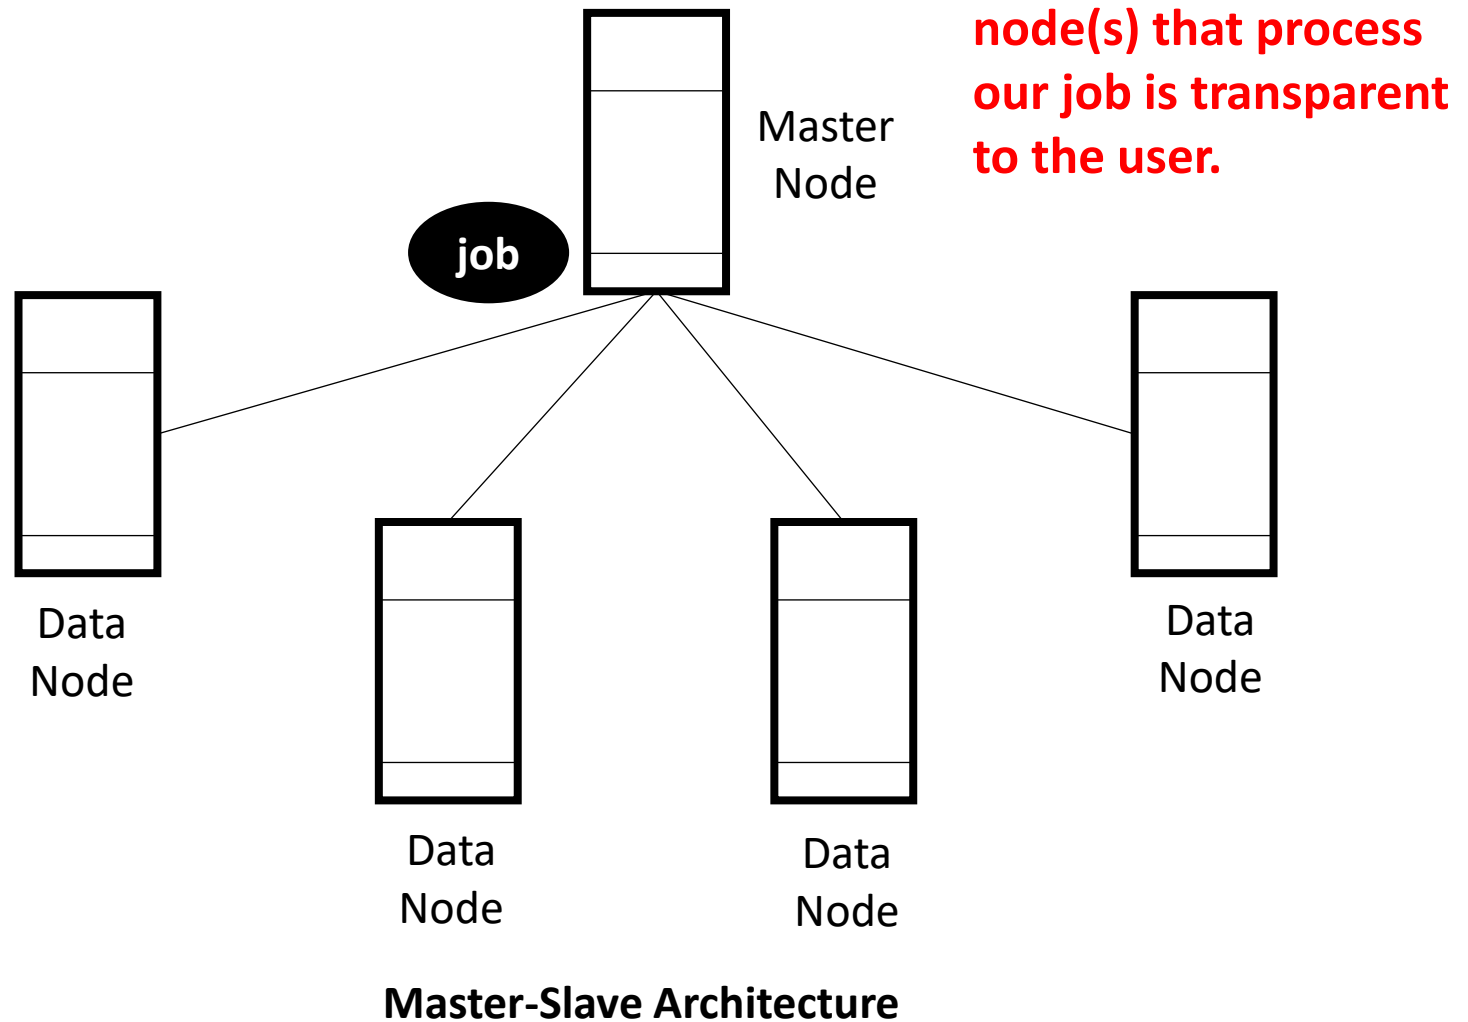 node(s) that process
our job is transparent
to the user.
Master
Node
job
Data
Node
Data
Node
Data
Node
Data
Node
Master-Slave Architecture